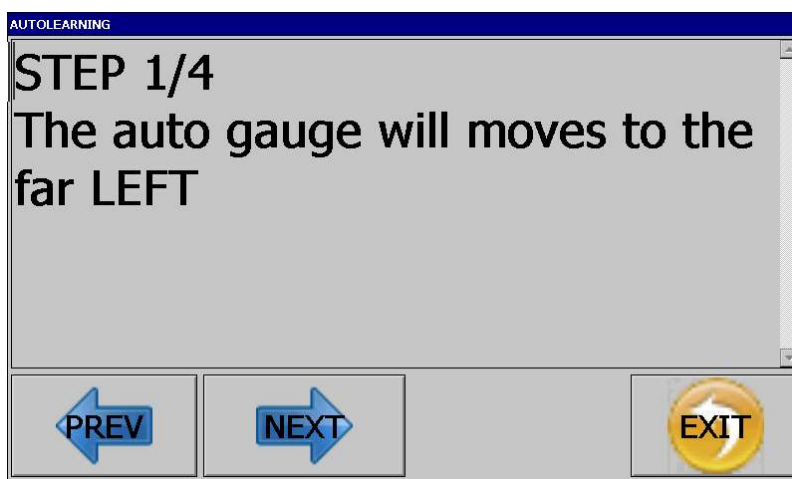 AUTOLEARNING
STEP 1/4
The auto gauge will moves to the
far LEFT
PREV
NEXT
EXIT